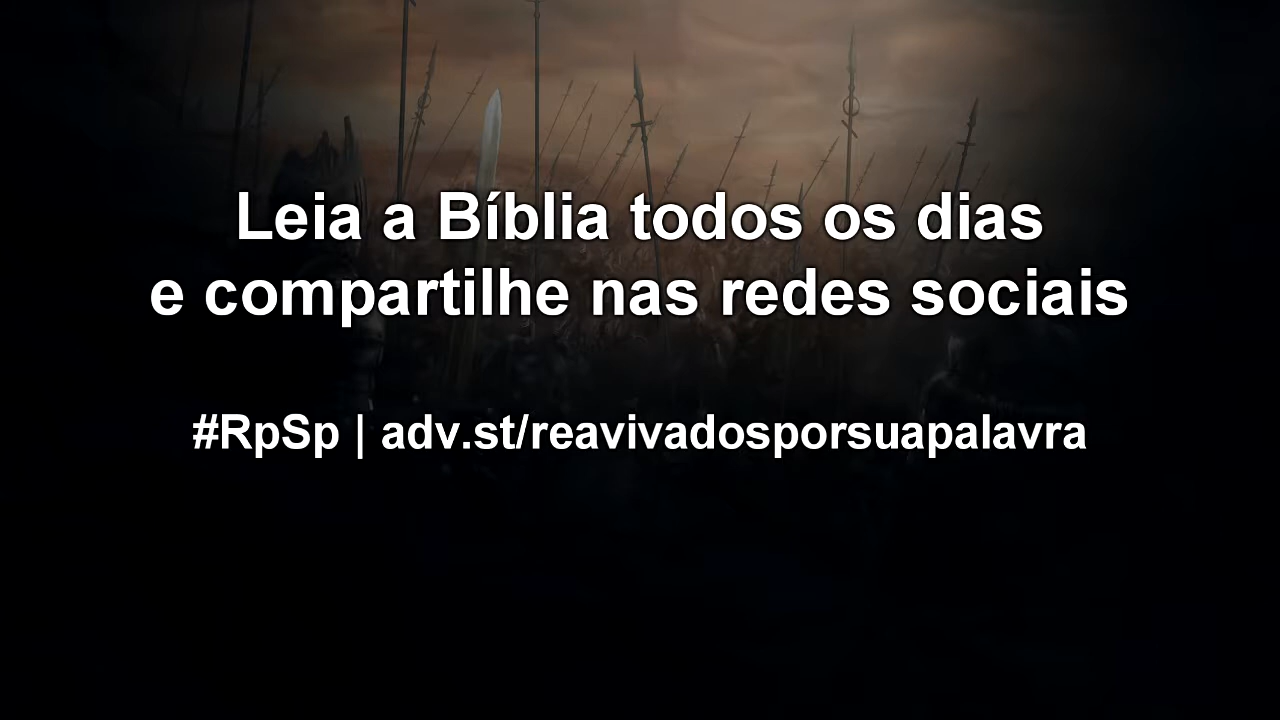 Leia a Bíblia todos os dias
e compartilhe nas redes sociais
#RpSp | adv.st/reavivadosporsuapalavra